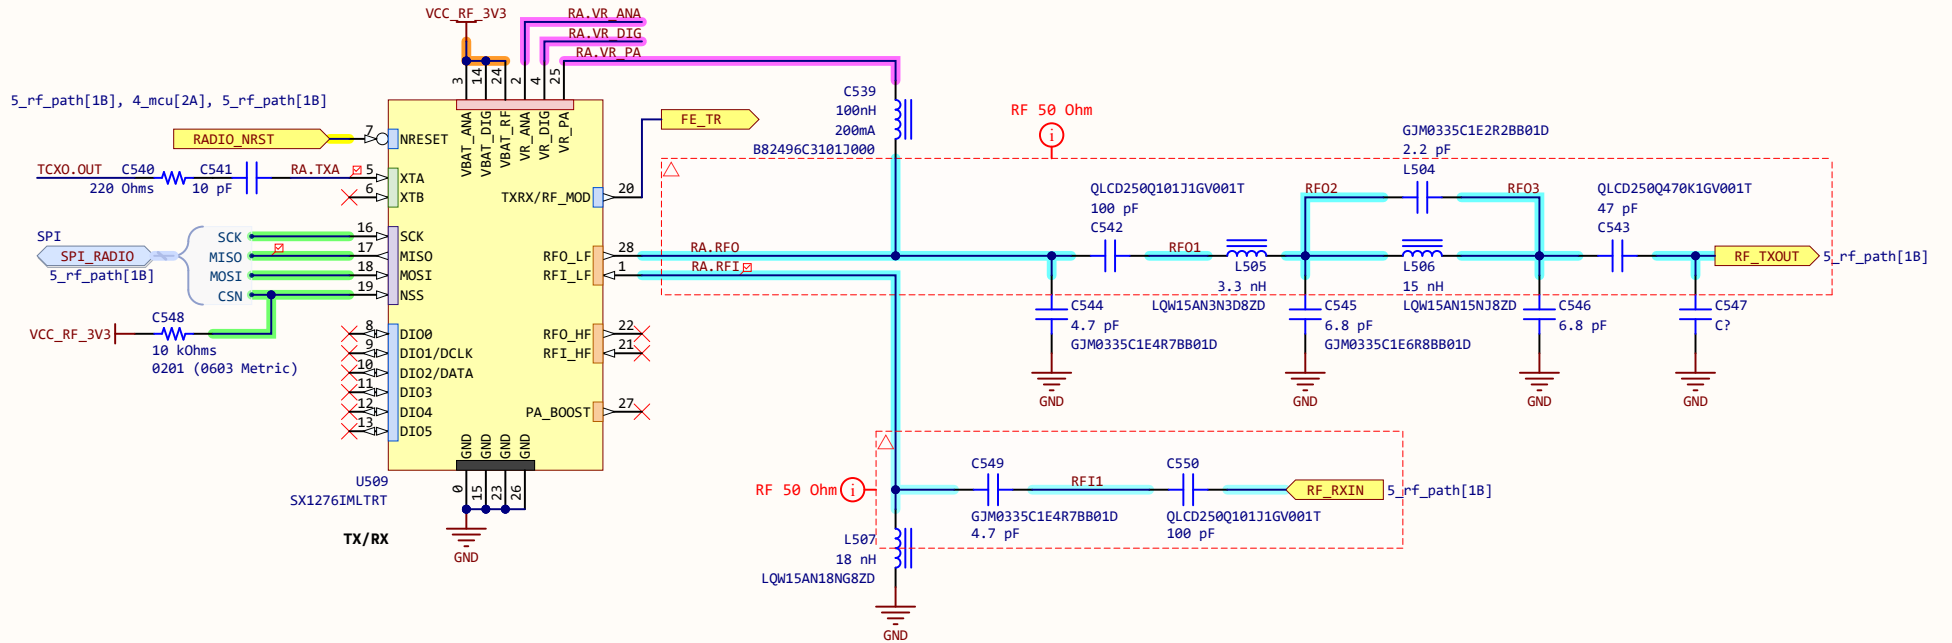 VCC_RF_3V3
RA.VR_ANA
RA.VR_DIG
RA.VR_PA
3
14
24
2
4
25
5_rf_path[1B], 4_mcu[2A], 5_rf_path[1B]
RADIO_NRST
7
NRESET
VBAT_ANA
VBAT_DIG
VBAT_RF
VR_ANA
VR_DIG
VR_PA
FE_TR
TCXO.OUT
C540
220 Ohms
C541
10 pF
RA.TXA
5
XTA
6
XTB
TXRX/RF_MOD
20
SPI
SPI_RADIO
5_rf_path[1B]
SCK
MISO
MOSI
CSN
16
SCK
17
MISO
18
MOSI
19
NSS
RFO_LF
28
RFI_LF
1
VCC_RF_3V3
C548
10 kOhms
0201 (0603 Metric)
8
DIO0
9
DIO1/DCLK
10
DIO2/DATA
11
DIO3
12
DIO4
13
DIO5
RFO_HF
22
RFI_HF
21
PA_BOOST
27
GND
GND
GND
GND
0
15
23
26
U509
SX1276IMLTRT
TX/RX
GND
C539
100nH
200mA
B82496C3101J000
RF 50 Ohm
i
RA.RFO
RA.RFI
QLCD250Q101J1GV001T
100 pF
C542
RFO1
L505
3.3 nH
LQW15AN3N3D8ZD
RFO2
GJM0335C1E2R2BB01D
2.2 pF
L504
RFO3
L506
15 nH
LQW15AN15NJ8ZD
QLCD250Q470K1GV001T
47 pF
C543
RF_TXOUT
5_rf_path[1B]
C544
4.7 pF
GJM0335C1E4R7BB01D
GND
C545
6.8 pF
GJM0335C1E6R8BB01D
GND
C546
6.8 pF
GND
C547
C?
GND
RF 50 Ohm
i
C549
GJM0335C1E4R7BB01D
4.7 pF
RFI1
C550
QLCD250Q101J1GV001T
100 pF
RF_RXIN
5_rf_path[1B]
L507
18 nH
LQW15AN18NG8ZD
GND